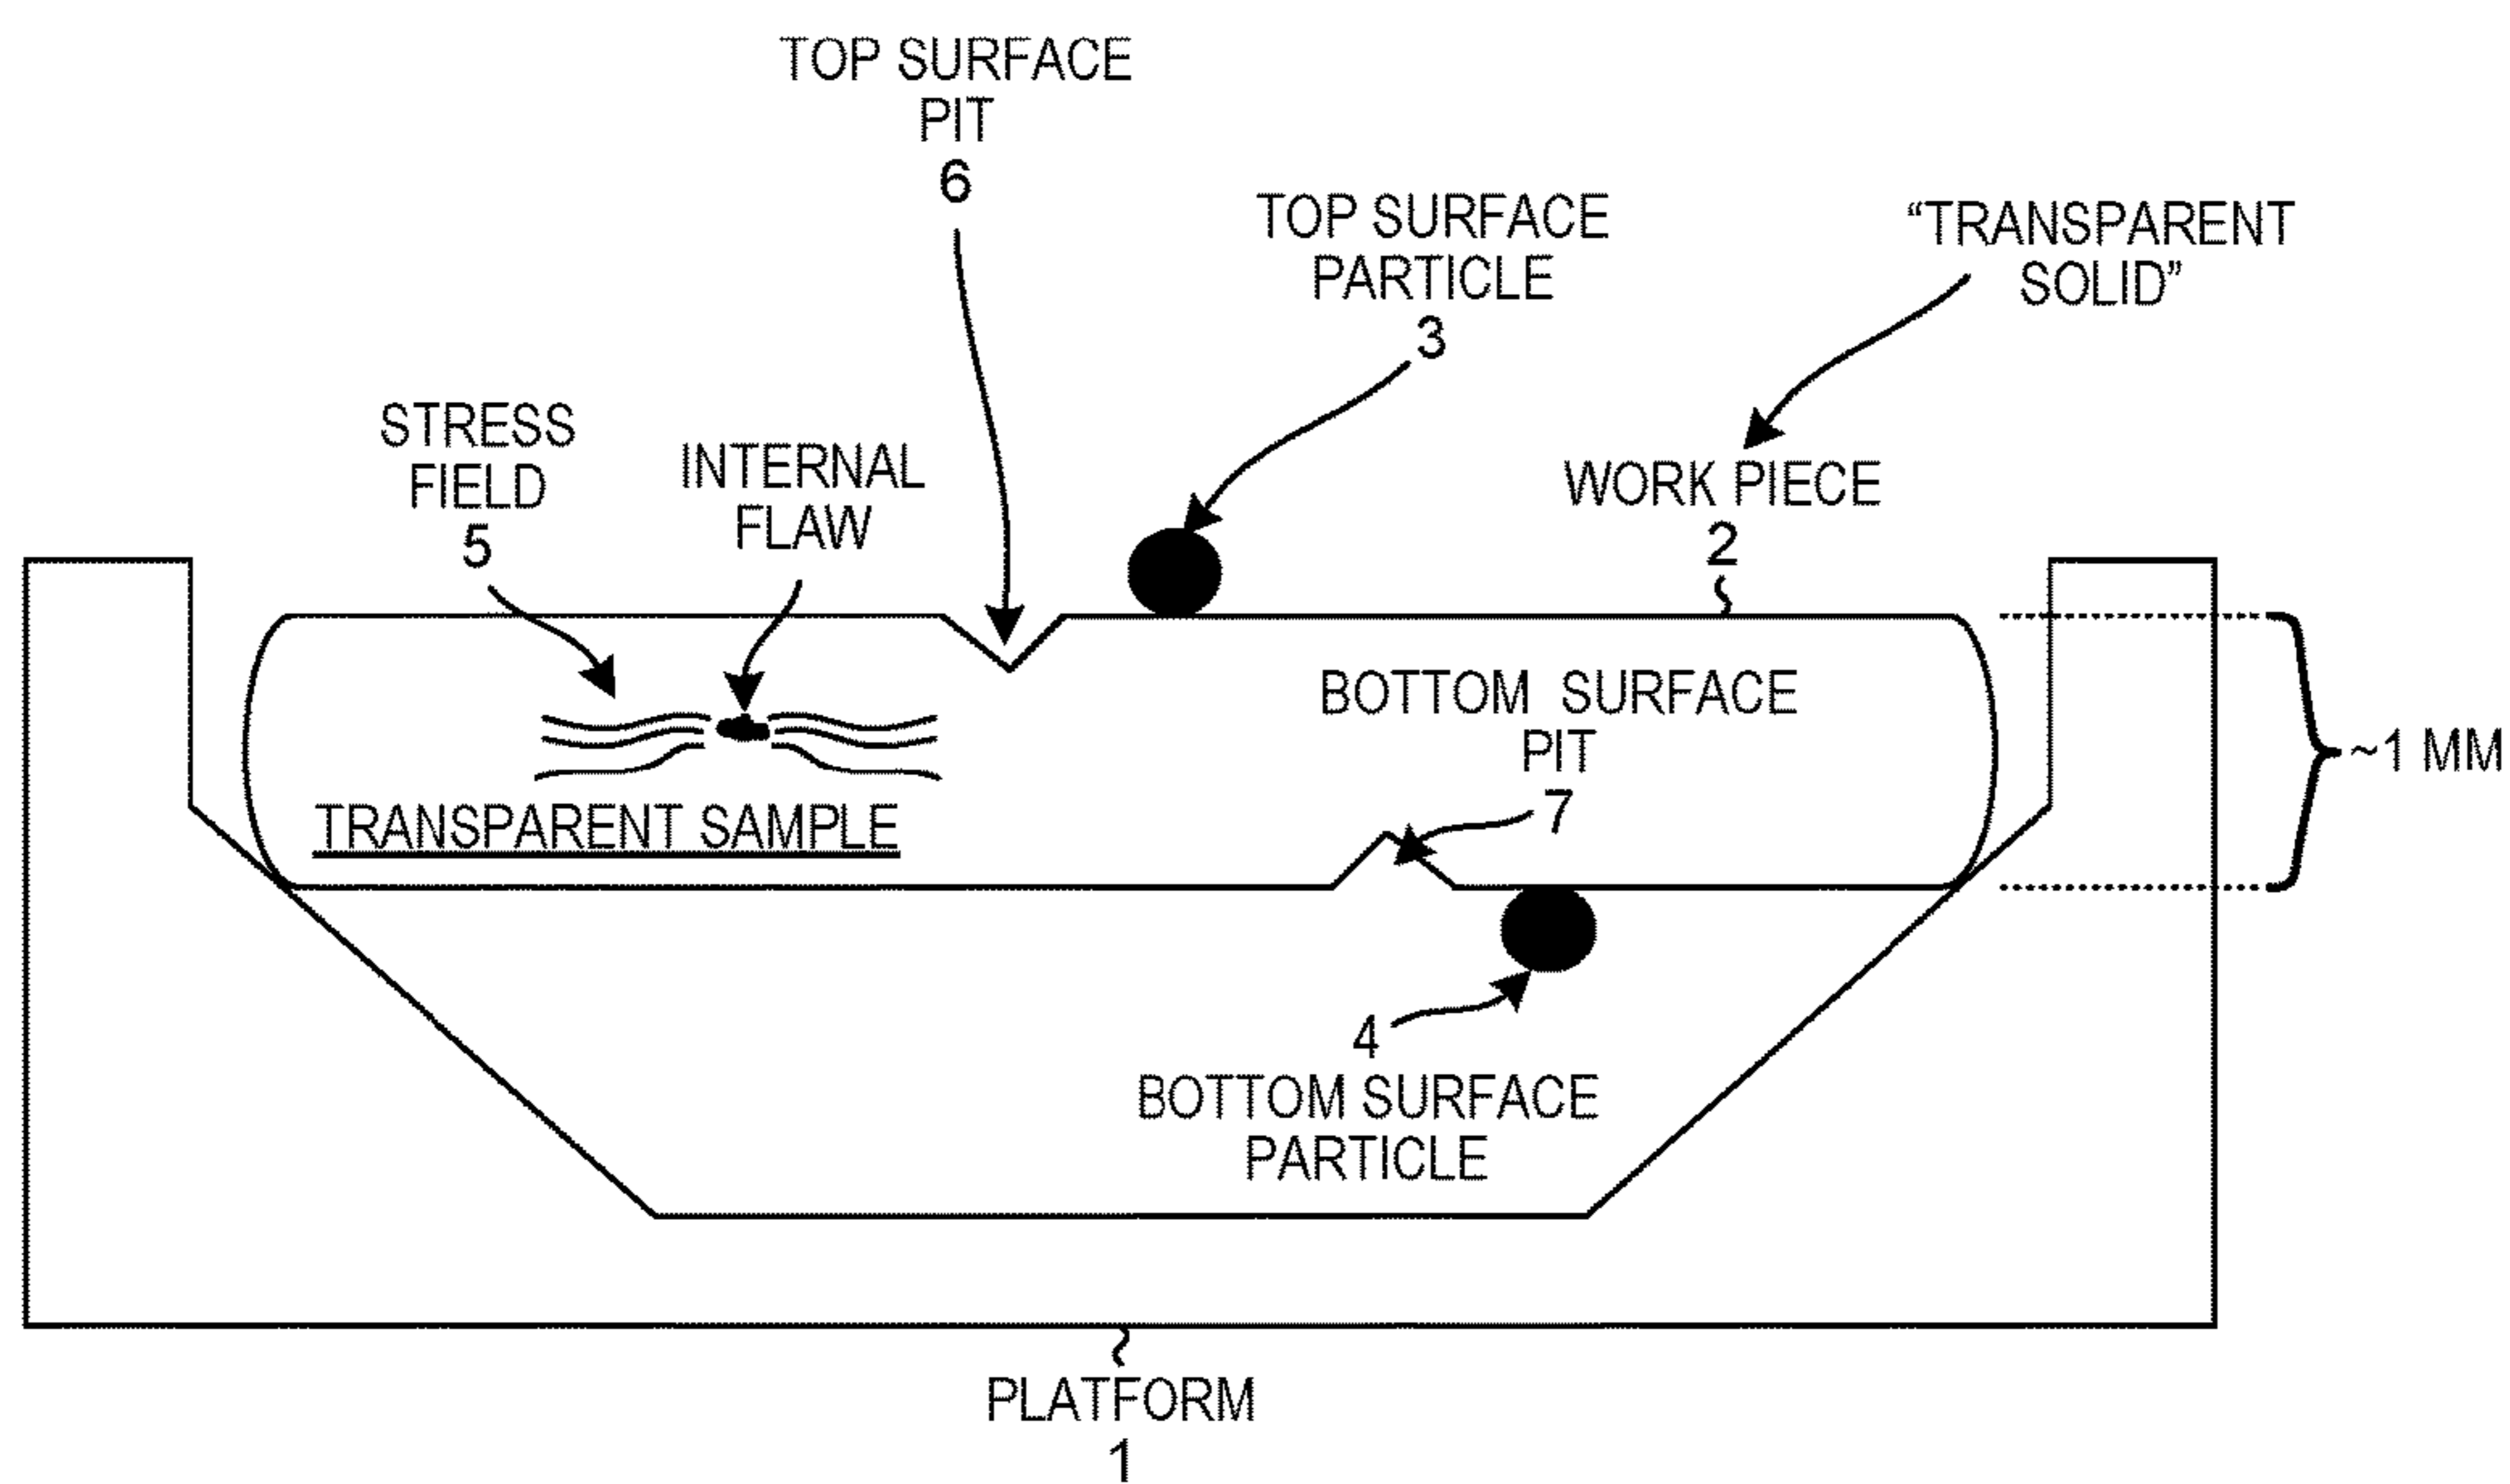 TOP SURFACE
PIT
6
TOP SURFACE
PARTICLE
3
“TRANSPARENT
SOLID”
STRESS
FIELD
5
INTERNAL
FLAW
WORK PIECE
2
BOTTOM SURFACE
PIT
7
~1 MM
TRANSPARENT SAMPLE
4
BOTTOM SURFACE
PARTICLE
PLATFORM
1